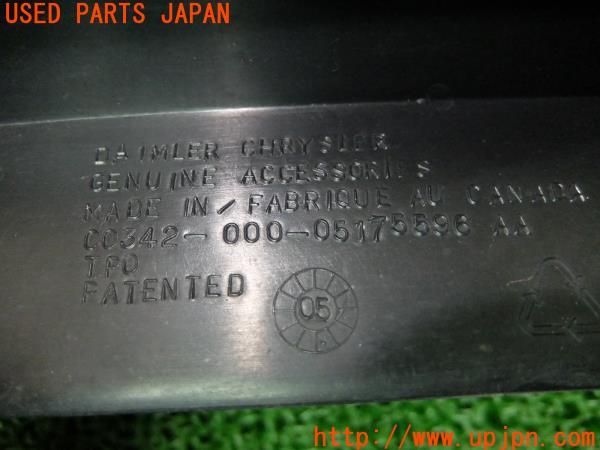 USED PARTS JAPAN
DAIMLER CHRYSLER
GENUINE ACCESSORIES
MADE IN / FABRIQUE AU CANADA
CC342-000-05175596 AA
TPO
PATENTED
05
http://www.upjpn.com/